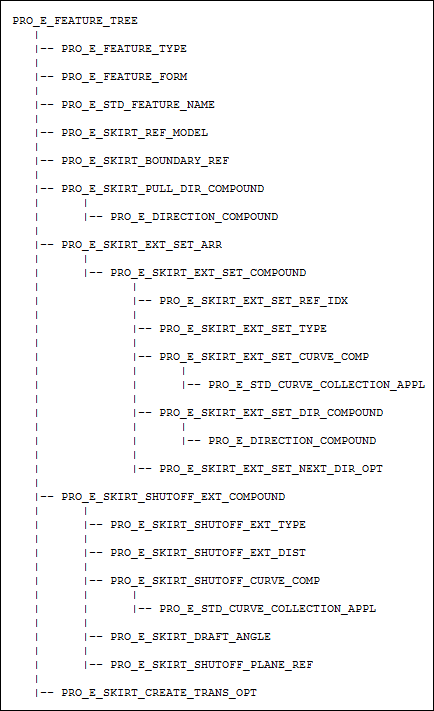 PRO_E_FEATURE_TREE
|-- PRO_E_FEATURE_TYPE
|-- PRO_E_FEATURE_FORM
|-- PRO_E_STD_FEATURE_NAME
|-- PRO_E_SKIRT_REF_MODEL
|-- PRO_E_SKIRT_BOUNDARY_REF
|-- PRO_E_SKIRT_PULL_DIR_COMPOUND
|-- PRO_E_DIRECTION_COMPOUND
|-- PRO_E_SKIRT_EXT_SET_ARR
|-- PRO_E_SKIRT_EXT_SET_COMPOUND
|-- PRO_E_SKIRT_EXT_SET_REF_IDX
|-- PRO_E_SKIRT_EXT_SET_TYPE
|-- PRO_E_SKIRT_EXT_SET_CURVE_COMP
|-- PRO_E_STD_CURVE_COLLECTION_APPL
|-- PRO_E_SKIRT_EXT_SET_DIR_COMPOUND
|-- PRO_E_DIRECTION_COMPOUND
|-- PRO_E_SKIRT_EXT_SET_NEXT_DIR_OPT
|-- PRO_E_SKIRT_SHUTOFF_EXT_COMPOUND
|-- PRO_E_SKIRT_SHUTOFF_EXT_TYPE
|-- PRO_E_SKIRT_SHUTOFF_EXT_DIST
|-- PRO_E_SKIRT_SHUTOFF_CURVE_COMP
|-- PRO_E_STD_CURVE_COLLECTION_APPL
|-- PRO_E_SKIRT_DRAFT_ANGLE
|-- PRO_E_SKIRT_SHUTOFF_PLANE_REF
|-- PRO_E_SKIRT_CREATE_TRANS_OPT